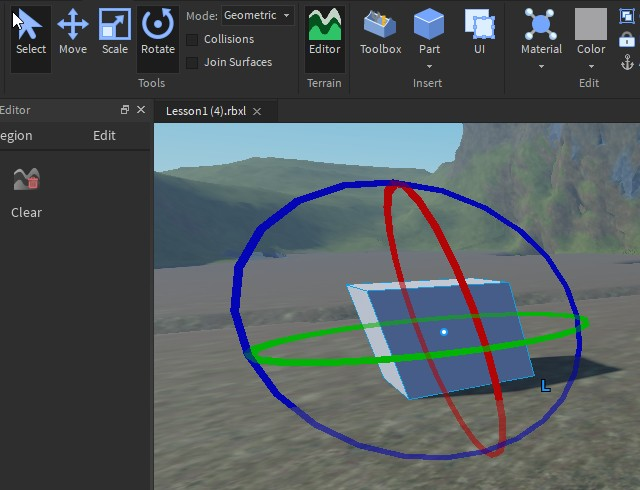 Mode: Geometric
Select Move Scale Rotate
Collisions
Join Surfaces
Editor Toolbox Part UI Material Color
Tools Terrain Insert Edit
Editor
Lesson1 (4).rbxl
egion Edit
Clear
L